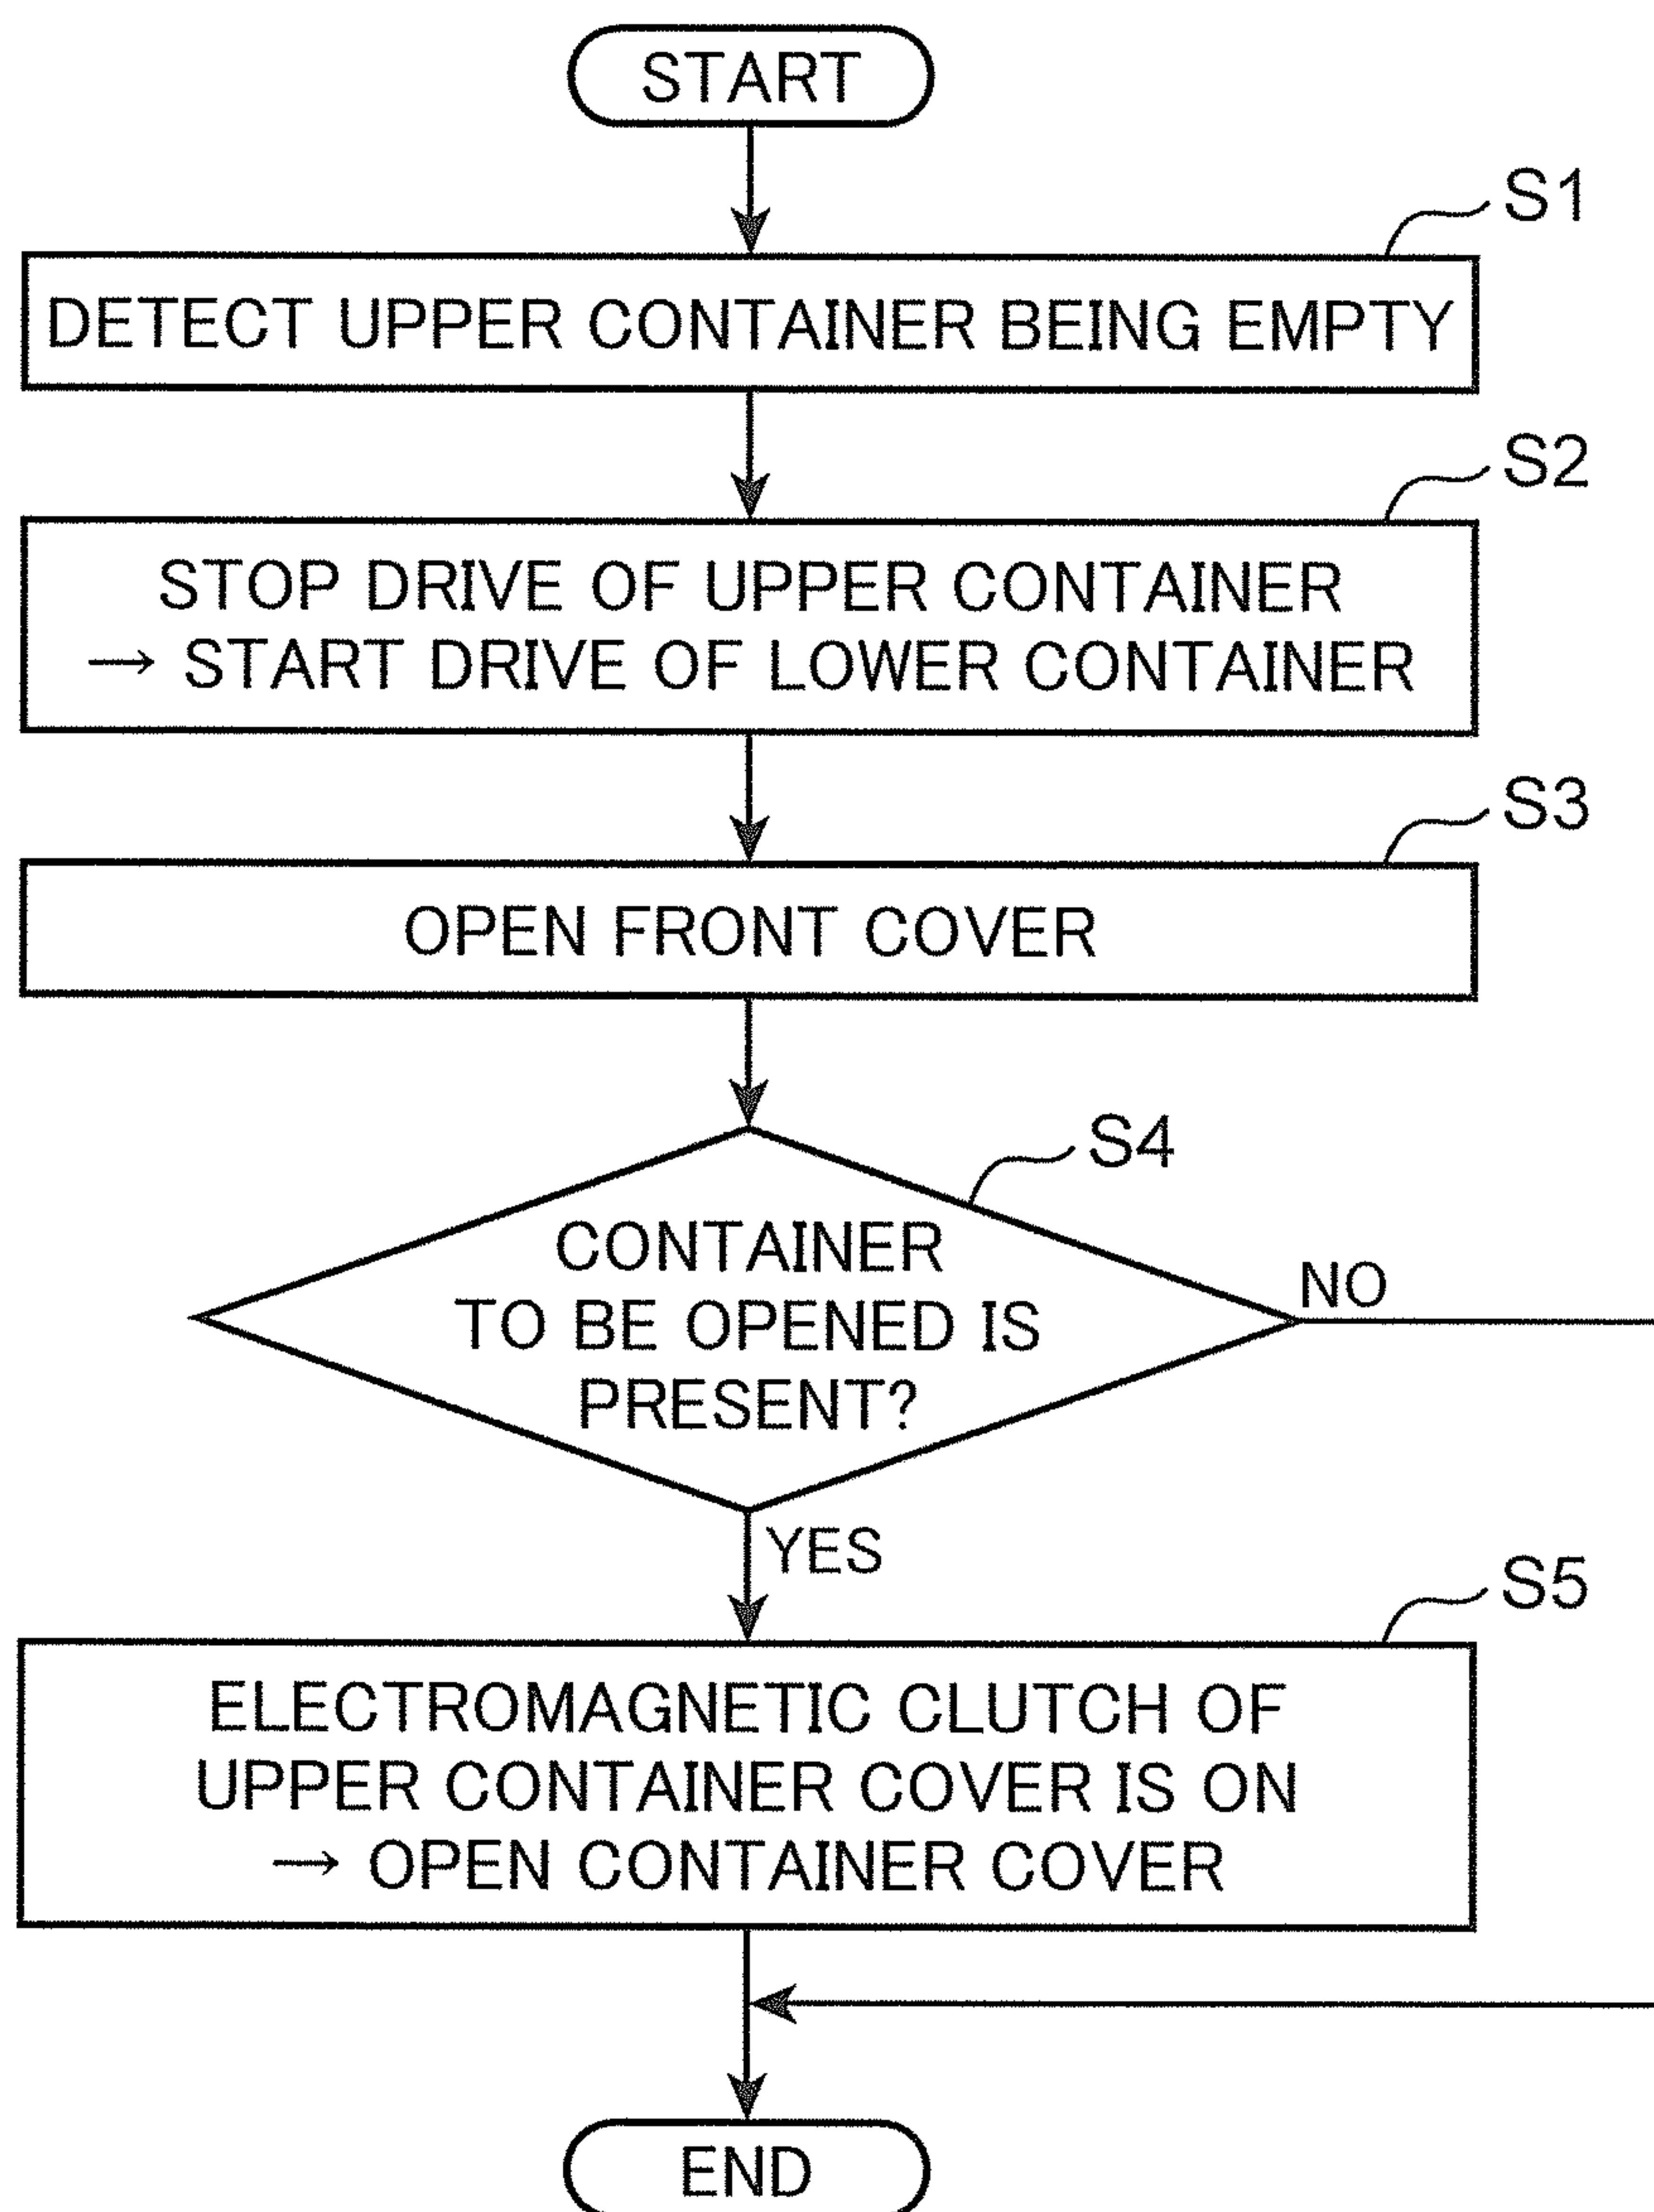 START
S1
DETECT UPPER CONTAINER BEING EMPTY
S2
STOP DRIVE OF UPPER CONTAINER
→ START DRIVE OF LOWER CONTAINER
S3
OPEN FRONT COVER
S4
CONTAINER
TO BE OPENED IS
PRESENT?
NO
YES
S5
ELECTROMAGNETIC CLUTCH OF
UPPER CONTAINER COVER IS ON
→ OPEN CONTAINER COVER
END